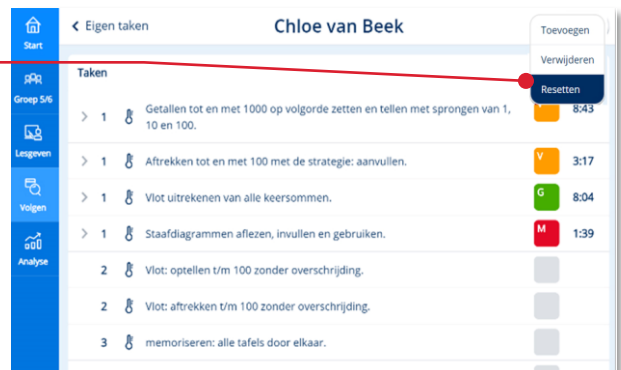 Start
Groep 5/6
Lesgeven
Volgen
Analyse
Eigen taken
Chloe van Beek
Toevoegen
Verwijderen
Resetten
Taken
1 Getallen tot en met 1000 op volgorde zetten en tellen met sprongen van 1,
10 en 100.
8:43
1 Aftrekken tot en met 100 met de strategie: aanvullen. V 3:17
1 Vlot uitrekenen van alle keersommen. G 8:04
1 Staafdiagrammen aflezen, invullen en gebruiken. M 1:39
2 Vlot: optellen t/m 100 zonder overschrijding.
2 Vlot: aftrekken t/m 100 zonder overschrijding.
3 memoriseren: alle tafels door elkaar.